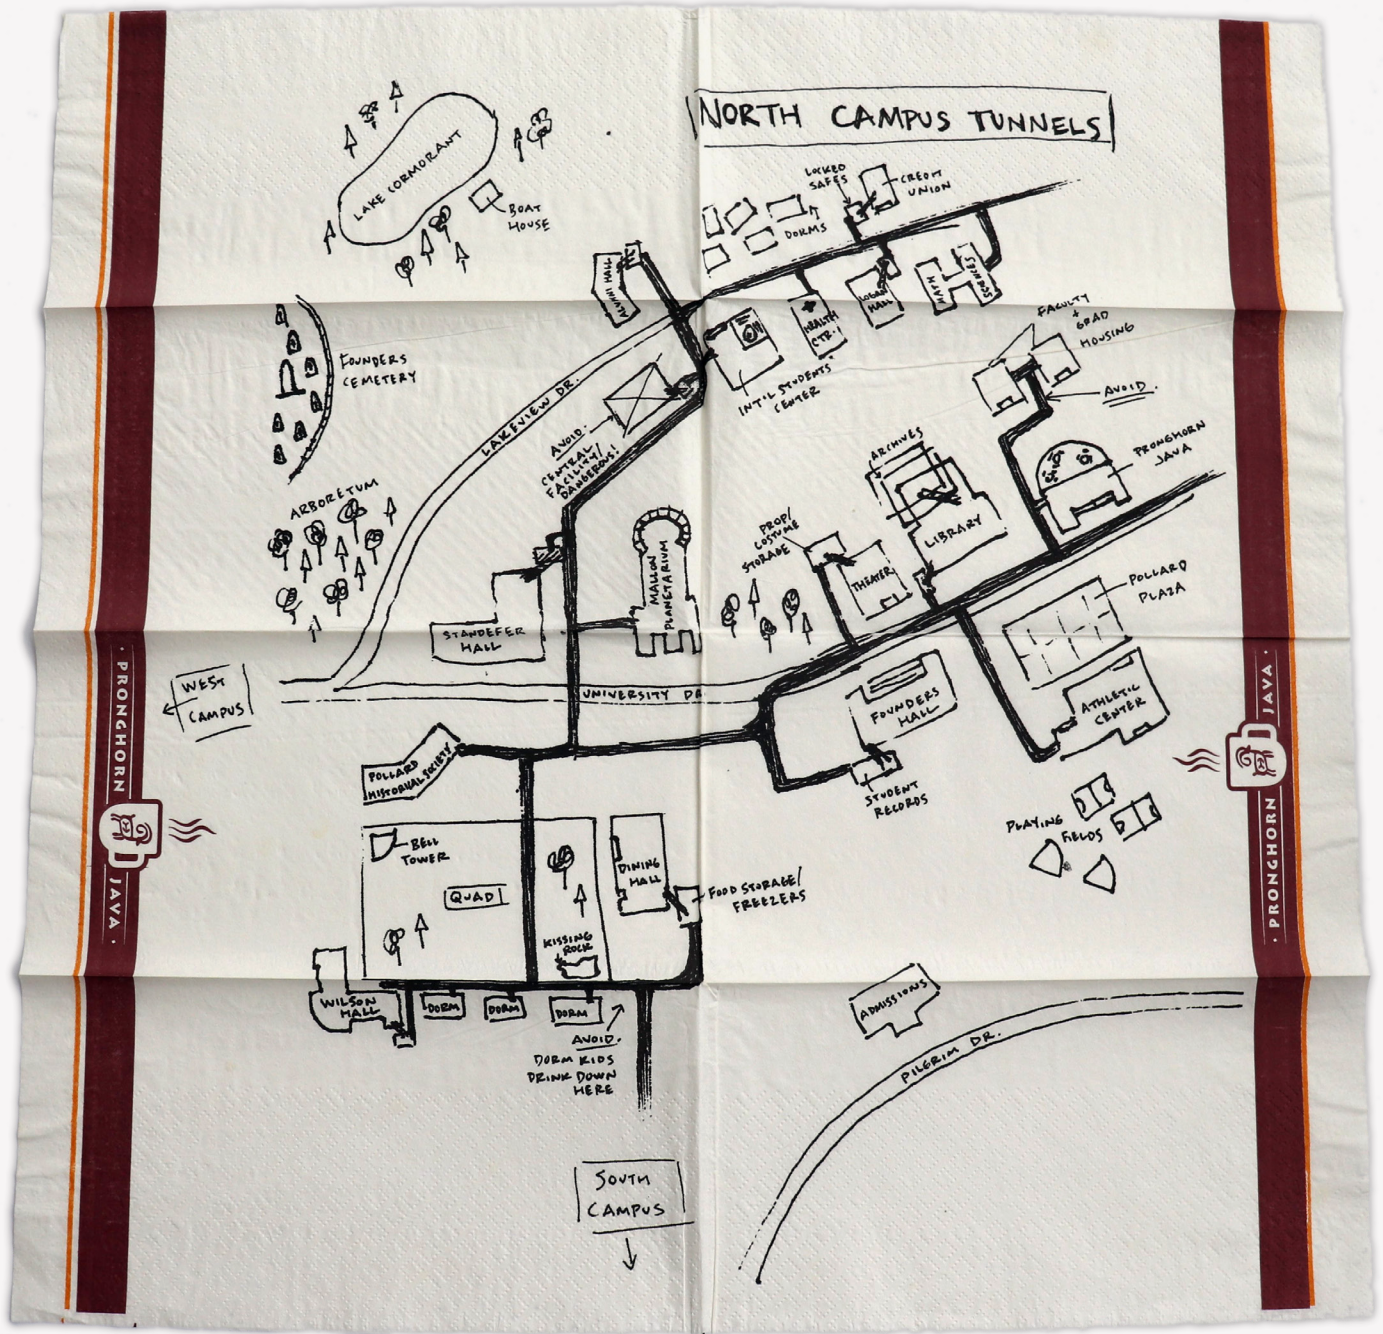 NORTH CAMPUS TUNNELS
LAKE CORMORANT
BOAT
HOUSE
LOCKED
SAFES
CREDIT
UNION
DORMS
ALUMNI HALL
HEALTH
CTR.
LOGAN
HALL
MATH
SCIENCES
FACULTY
+
GRAD
HOUSING
AVOID.
FOUNDERS
CEMETERY
LAKEVIEW DR.
INT'L STUDENTS'
CENTER
AVOID.
CENTRAL
FACILITY/
DANGEROUS!
ARCHIVES
LIBRARY
PRONGHORN
JAVA
ARBORETUM
PROP/
COSTUME
STORAGE
THEATER
MALLON
PLANETARIUM
STANDEFER
HALL
POLLARD
PLAZA
WEST
CAMPUS
UNIVERSITY DR.
FOUNDERS
HALL
ATHLETIC
CENTER
POLLARD
HISTORICAL SOCIETY
STUDENT
RECORDS
PLAYING
FIELDS
BELL
TOWER
QUAD
DINING
HALL
FOOD STORAGE/
FREEZERS
KISSING
ROCK
WILSON
HALL
DORM
DORM
DORM
AVOID.
DORM KIDS
DRINK DOWN
HERE
ADMISSIONS
PILGRIM DR.
SOUTH
CAMPUS
· PRONGHORN JAVA ·
· PRONGHORN JAVA ·